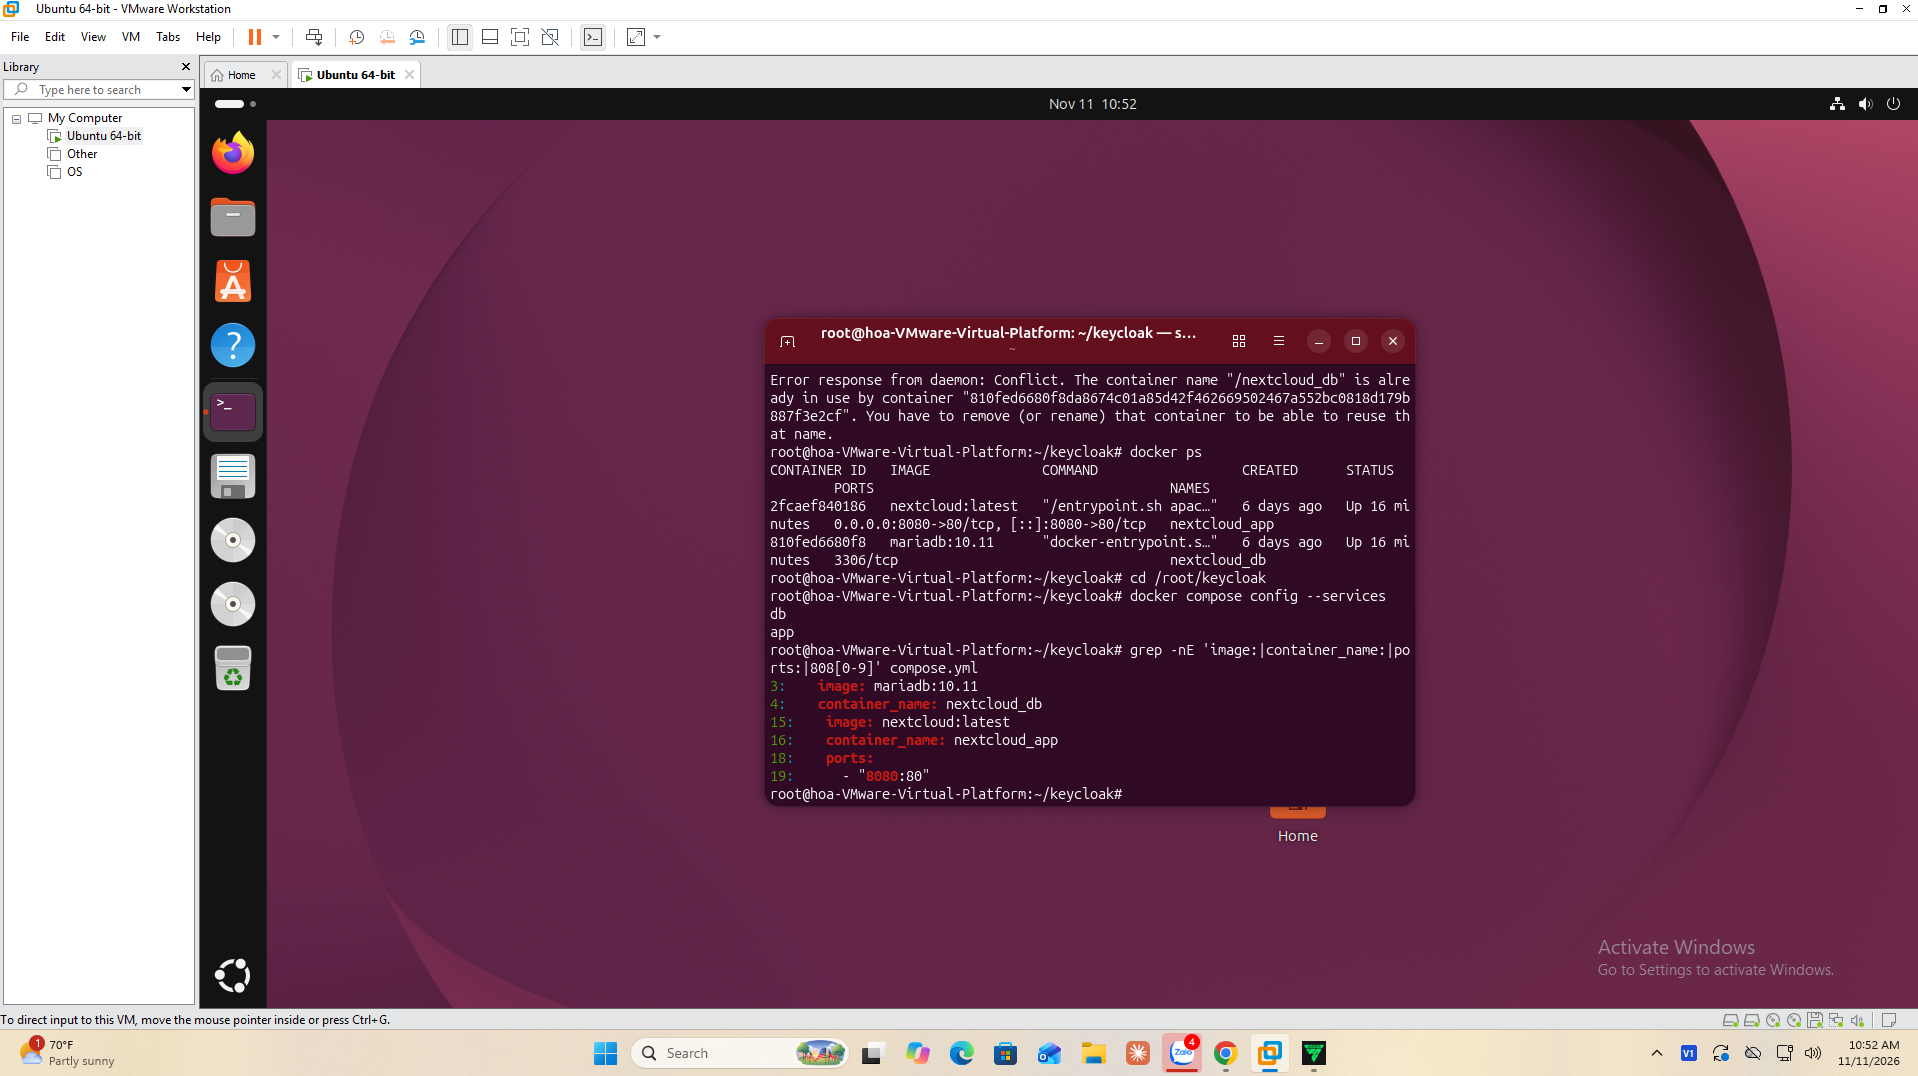 Ubuntu 64-bit - VMware Workstation
File Edit View VM Tabs Help
Library
Type here to search
My Computer
Ubuntu 64-bit
Other
OS
Home
Ubuntu 64-bit
Nov 11 10:52
root@hoa-VMware-Virtual-Platform: ~/keycloak — s...
~
Error response from daemon: Conflict. The container name "/nextcloud_db" is alre
ady in use by container "810fed6680f8da8674c01a85d42f462669502467a552bc0818d179b
887f3e2cf". You have to remove (or rename) that container to be able to reuse th
at name.
root@hoa-VMware-Virtual-Platform:~/keycloak# docker ps
CONTAINER ID   IMAGE              COMMAND                  CREATED      STATUS
        PORTS                                     NAMES
2fcaef840186   nextcloud:latest   "/entrypoint.sh apac…"   6 days ago   Up 16 mi
nutes   0.0.0.0:8080->80/tcp, [::]:8080->80/tcp   nextcloud_app
810fed6680f8   mariadb:10.11      "docker-entrypoint.s…"   6 days ago   Up 16 mi
nutes   3306/tcp                                  nextcloud_db
root@hoa-VMware-Virtual-Platform:~/keycloak# cd /root/keycloak
root@hoa-VMware-Virtual-Platform:~/keycloak# docker compose config --services
db
app
root@hoa-VMware-Virtual-Platform:~/keycloak# grep -nE 'image:|container_name:|po
rts:|808[0-9]' compose.yml
3:    image: mariadb:10.11
4:    container_name: nextcloud_db
15:    image: nextcloud:latest
16:    container_name: nextcloud_app
18:    ports:
19:      - "8080:80"
root@hoa-VMware-Virtual-Platform:~/keycloak#
Home
Activate Windows
Go to Settings to activate Windows.
To direct input to this VM, move the mouse pointer inside or press Ctrl+G.
1
70°F
Partly sunny
Search
Zalo
4
V1
10:52 AM
11/11/2026